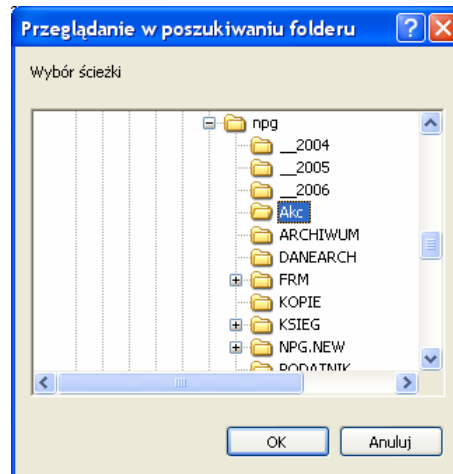 Przeglądanie w poszukiwaniu folderu
Wybór ścieżki
npg
__2004
__2005
__2006
Akc
ARCHIWUM
DANEARCH
FRM
KOPIE
KSIEG
NPG.NEW
PODATNIK
OK Anuluj